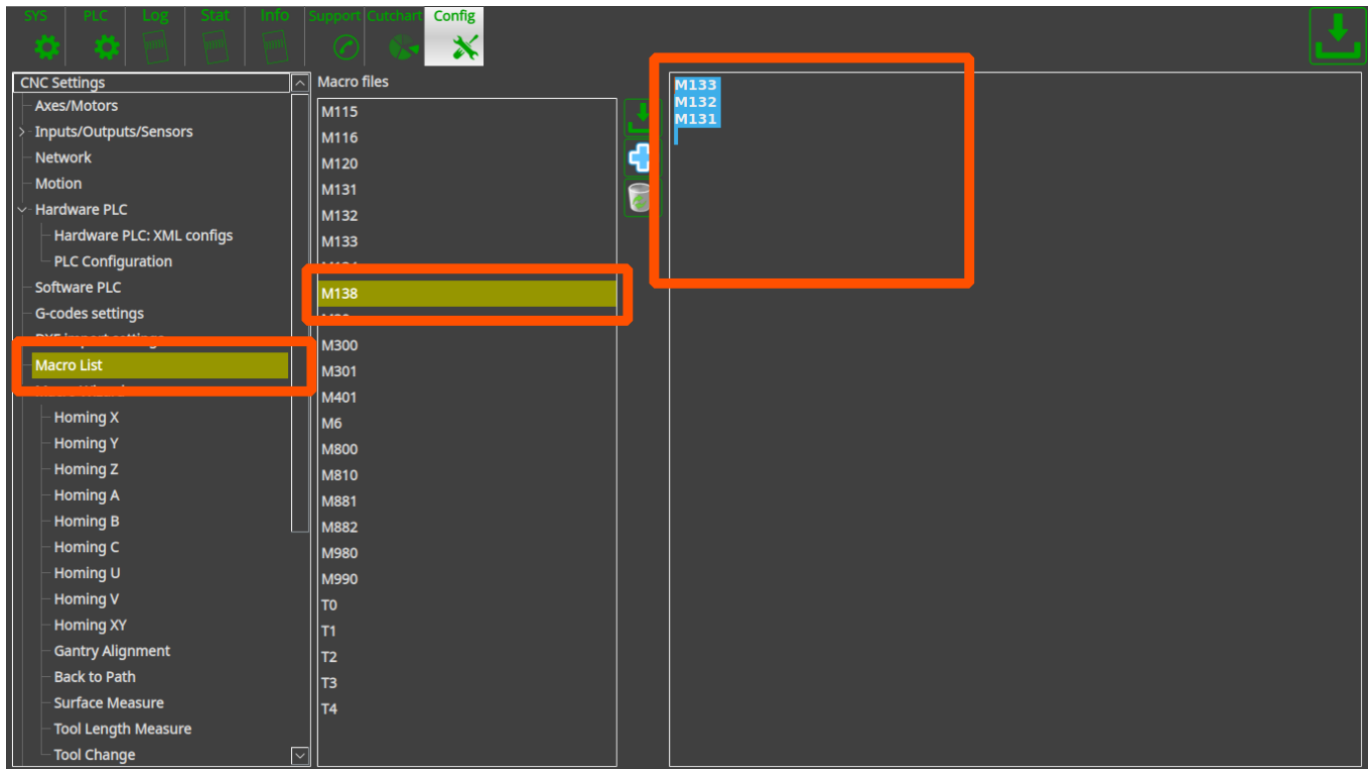 SYS PLC Log Stat Info Support Cutchart Config
CNC Settings
Axes/Motors
Inputs/Outputs/Sensors
Network
Motion
Hardware PLC
Hardware PLC: XML configs
PLC Configuration
Software PLC
G-codes settings
Macro List
Homing X
Homing Y
Homing Z
Homing A
Homing B
Homing C
Homing U
Homing V
Homing XY
Gantry Alignment
Back to Path
Surface Measure
Tool Length Measure
Tool Change
Macro files
M115
M116
M120
M131
M132
M133
M138
M300
M301
M401
M6
M800
M810
M881
M882
M980
M990
T0
T1
T2
T3
T4
M133
M132
M131